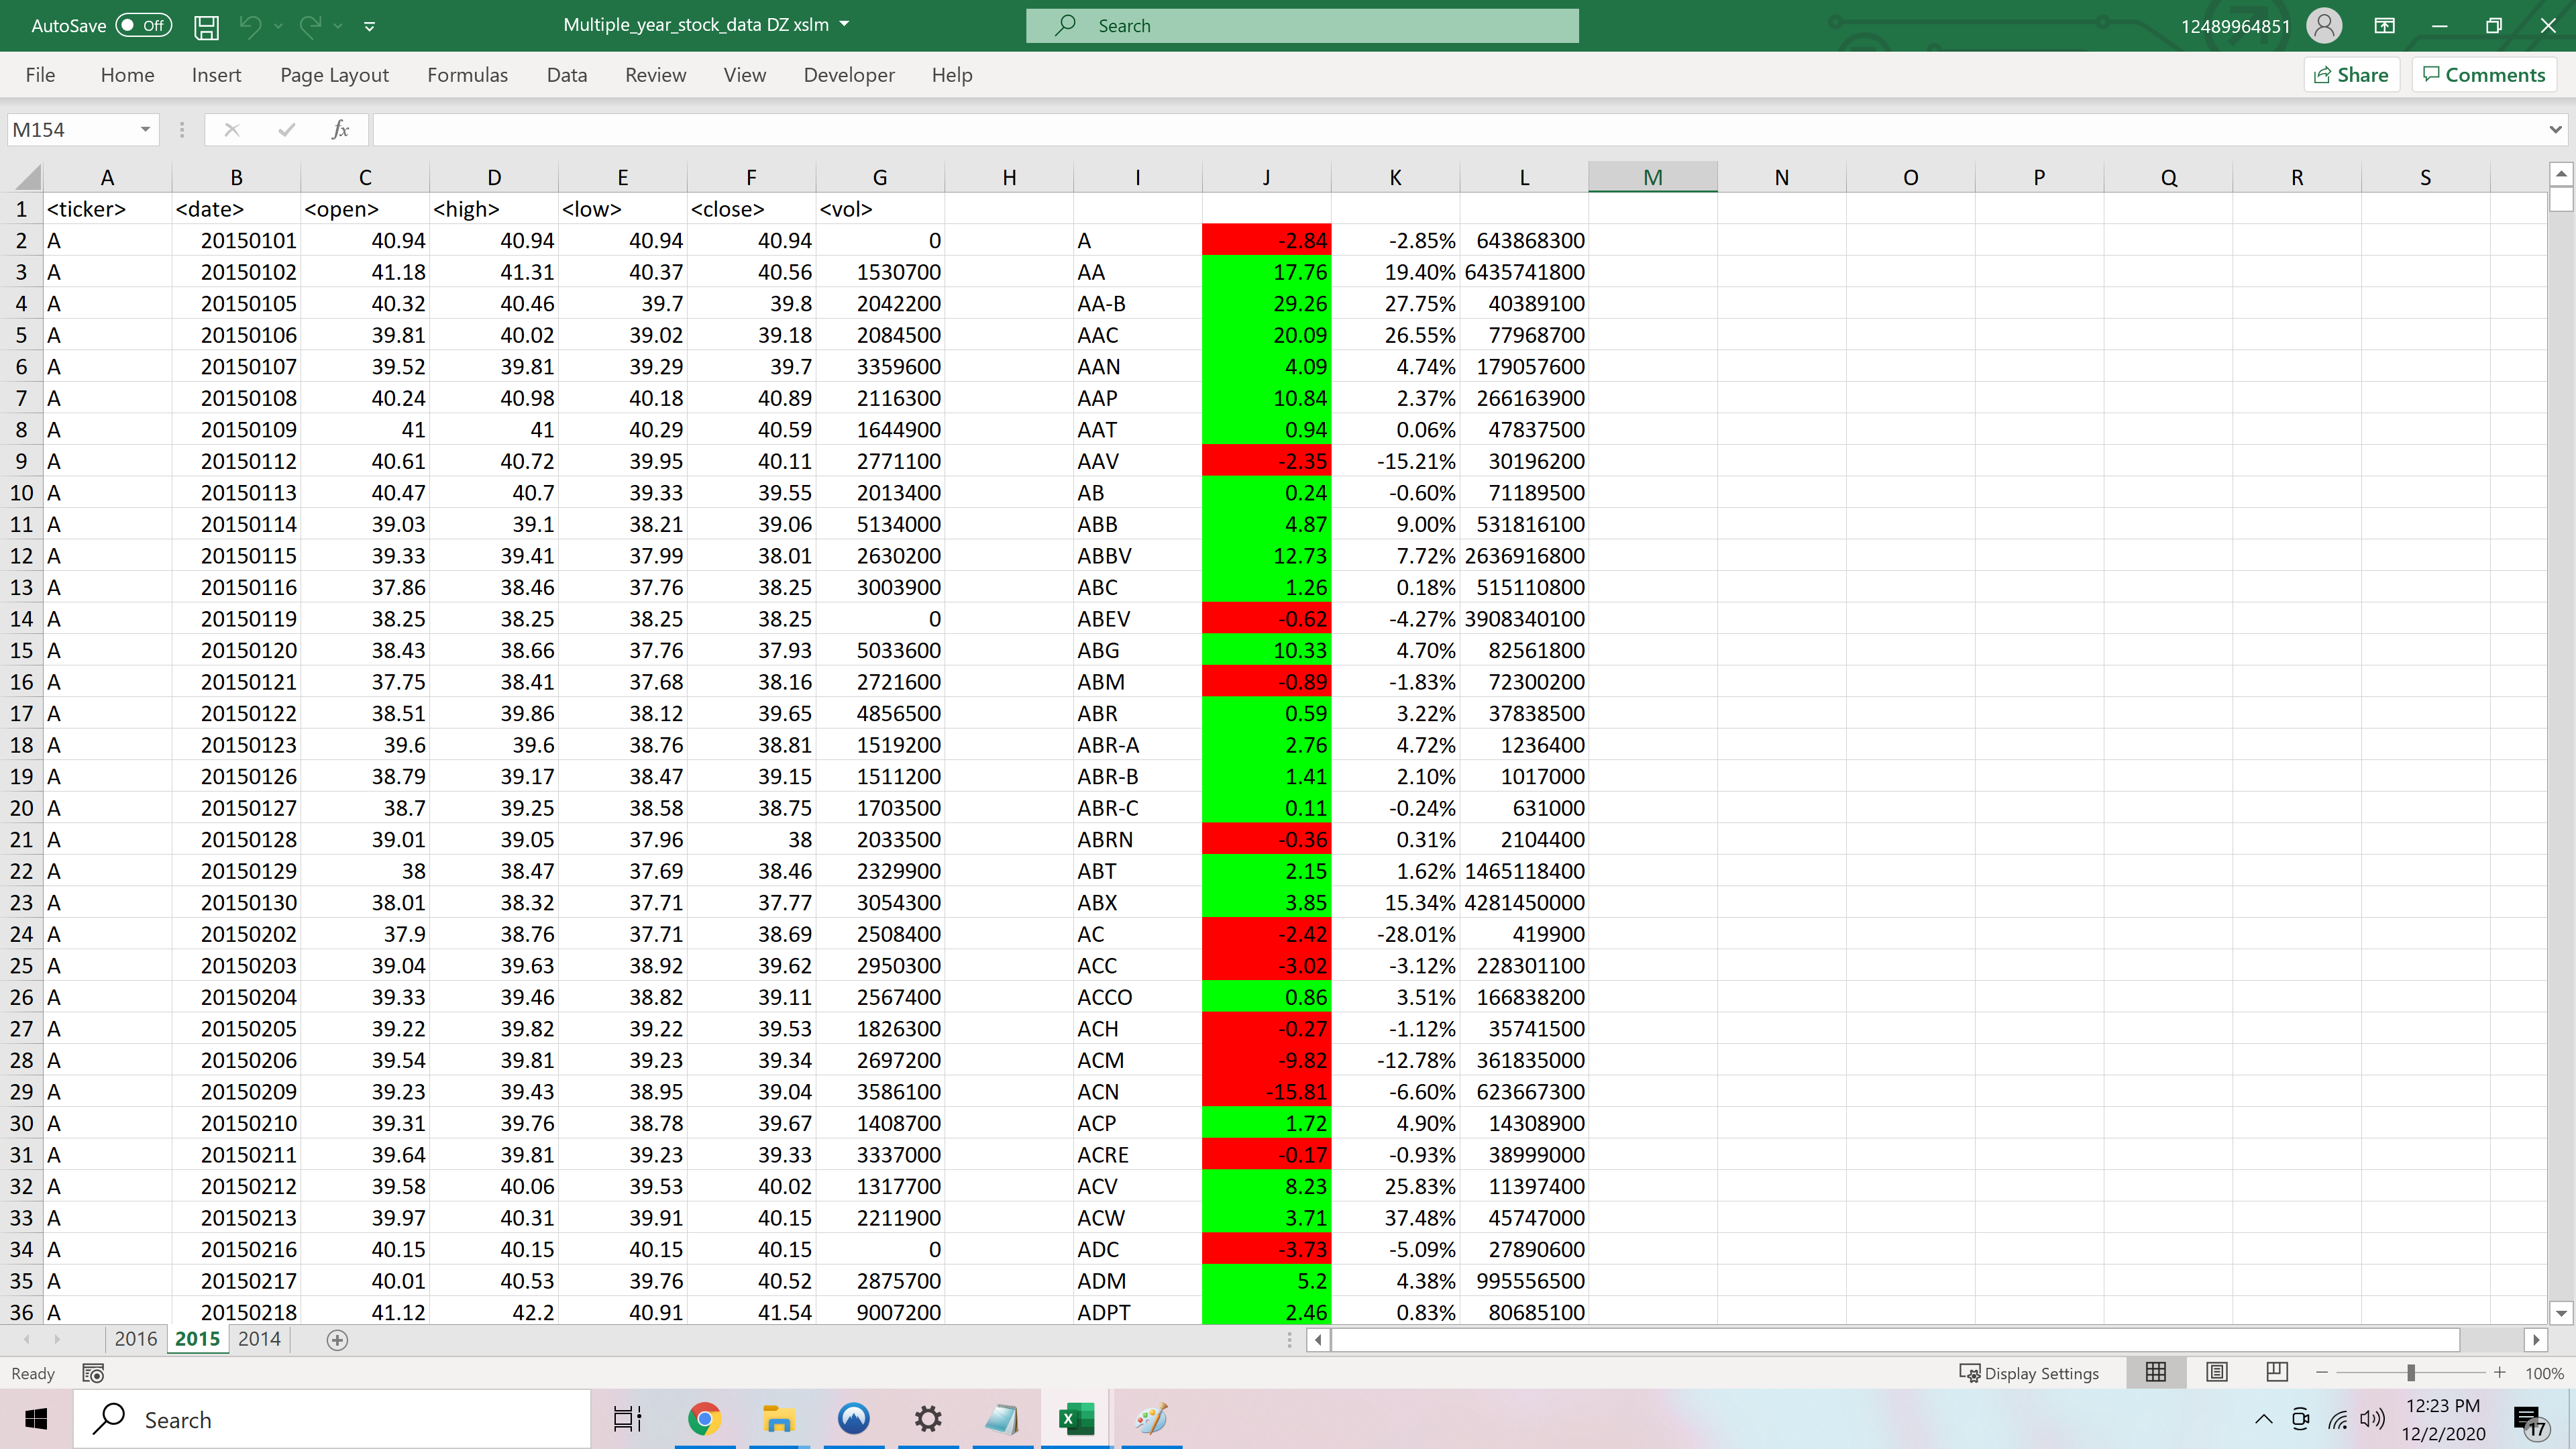 AutoSave Off Multiple_year_stock_data DZ xslm Search 12489964851
File Home Insert Page Layout Formulas Data Review View Developer Help Share Comments
M154 fx
A B C D E F G H I J K L M N O P Q R S
1 <ticker> <date> <open> <high> <low> <close> <vol>
2 A 20150101 40.94 40.94 40.94 40.94 0 A -2.84 -2.85% 643868300
3 A 20150102 41.18 41.31 40.37 40.56 1530700 AA 17.76 19.40% 6435741800
4 A 20150105 40.32 40.46 39.7 39.8 2042200 AA-B 29.26 27.75% 40389100
5 A 20150106 39.81 40.02 39.02 39.18 2084500 AAC 20.09 26.55% 77968700
6 A 20150107 39.52 39.81 39.29 39.7 3359600 AAN 4.09 4.74% 179057600
7 A 20150108 40.24 40.98 40.18 40.89 2116300 AAP 10.84 2.37% 266163900
8 A 20150109 41 41 40.29 40.59 1644900 AAT 0.94 0.06% 47837500
9 A 20150112 40.61 40.72 39.95 40.11 2771100 AAV -2.35 -15.21% 30196200
10 A 20150113 40.47 40.7 39.33 39.55 2013400 AB 0.24 -0.60% 71189500
11 A 20150114 39.03 39.1 38.21 39.06 5134000 ABB 4.87 9.00% 531816100
12 A 20150115 39.33 39.41 37.99 38.01 2630200 ABBV 12.73 7.72% 2636916800
13 A 20150116 37.86 38.46 37.76 38.25 3003900 ABC 1.26 0.18% 515110800
14 A 20150119 38.25 38.25 38.25 38.25 0 ABEV -0.62 -4.27% 3908340100
15 A 20150120 38.43 38.66 37.76 37.93 5033600 ABG 10.33 4.70% 82561800
16 A 20150121 37.75 38.41 37.68 38.16 2721600 ABM -0.89 -1.83% 72300200
17 A 20150122 38.51 39.86 38.12 39.65 4856500 ABR 0.59 3.22% 37838500
18 A 20150123 39.6 39.6 38.76 38.81 1519200 ABR-A 2.76 4.72% 1236400
19 A 20150126 38.79 39.17 38.47 39.15 1511200 ABR-B 1.41 2.10% 1017000
20 A 20150127 38.7 39.25 38.58 38.75 1703500 ABR-C 0.11 -0.24% 631000
21 A 20150128 39.01 39.05 37.96 38 2033500 ABRN -0.36 0.31% 2104400
22 A 20150129 38 38.47 37.69 38.46 2329900 ABT 2.15 1.62% 1465118400
23 A 20150130 38.01 38.32 37.71 37.77 3054300 ABX 3.85 15.34% 4281450000
24 A 20150202 37.9 38.76 37.71 38.69 2508400 AC -2.42 -28.01% 419900
25 A 20150203 39.04 39.63 38.92 39.62 2950300 ACC -3.02 -3.12% 228301100
26 A 20150204 39.33 39.46 38.82 39.11 2567400 ACCO 0.86 3.51% 166838200
27 A 20150205 39.22 39.82 39.22 39.53 1826300 ACH -0.27 -1.12% 35741500
28 A 20150206 39.54 39.81 39.23 39.34 2697200 ACM -9.82 -12.78% 361835000
29 A 20150209 39.23 39.43 38.95 39.04 3586100 ACN -15.81 -6.60% 623667300
30 A 20150210 39.31 39.76 38.78 39.67 1408700 ACP 1.72 4.90% 14308900
31 A 20150211 39.64 39.81 39.23 39.33 3337000 ACRE -0.17 -0.93% 38999000
32 A 20150212 39.58 40.06 39.53 40.02 1317700 ACV 8.23 25.83% 11397400
33 A 20150213 39.97 40.31 39.91 40.15 2211900 ACW 3.71 37.48% 45747000
34 A 20150216 40.15 40.15 40.15 40.15 0 ADC -3.73 -5.09% 27890600
35 A 20150217 40.01 40.53 39.76 40.52 2875700 ADM 5.2 4.38% 995556500
36 A 20150218 41.12 42.2 40.91 41.54 9007200 ADPT 2.46 0.83% 80685100
2016 2015 2014
Ready Display Settings 100%
Search 12:23 PM
12/2/2020 17